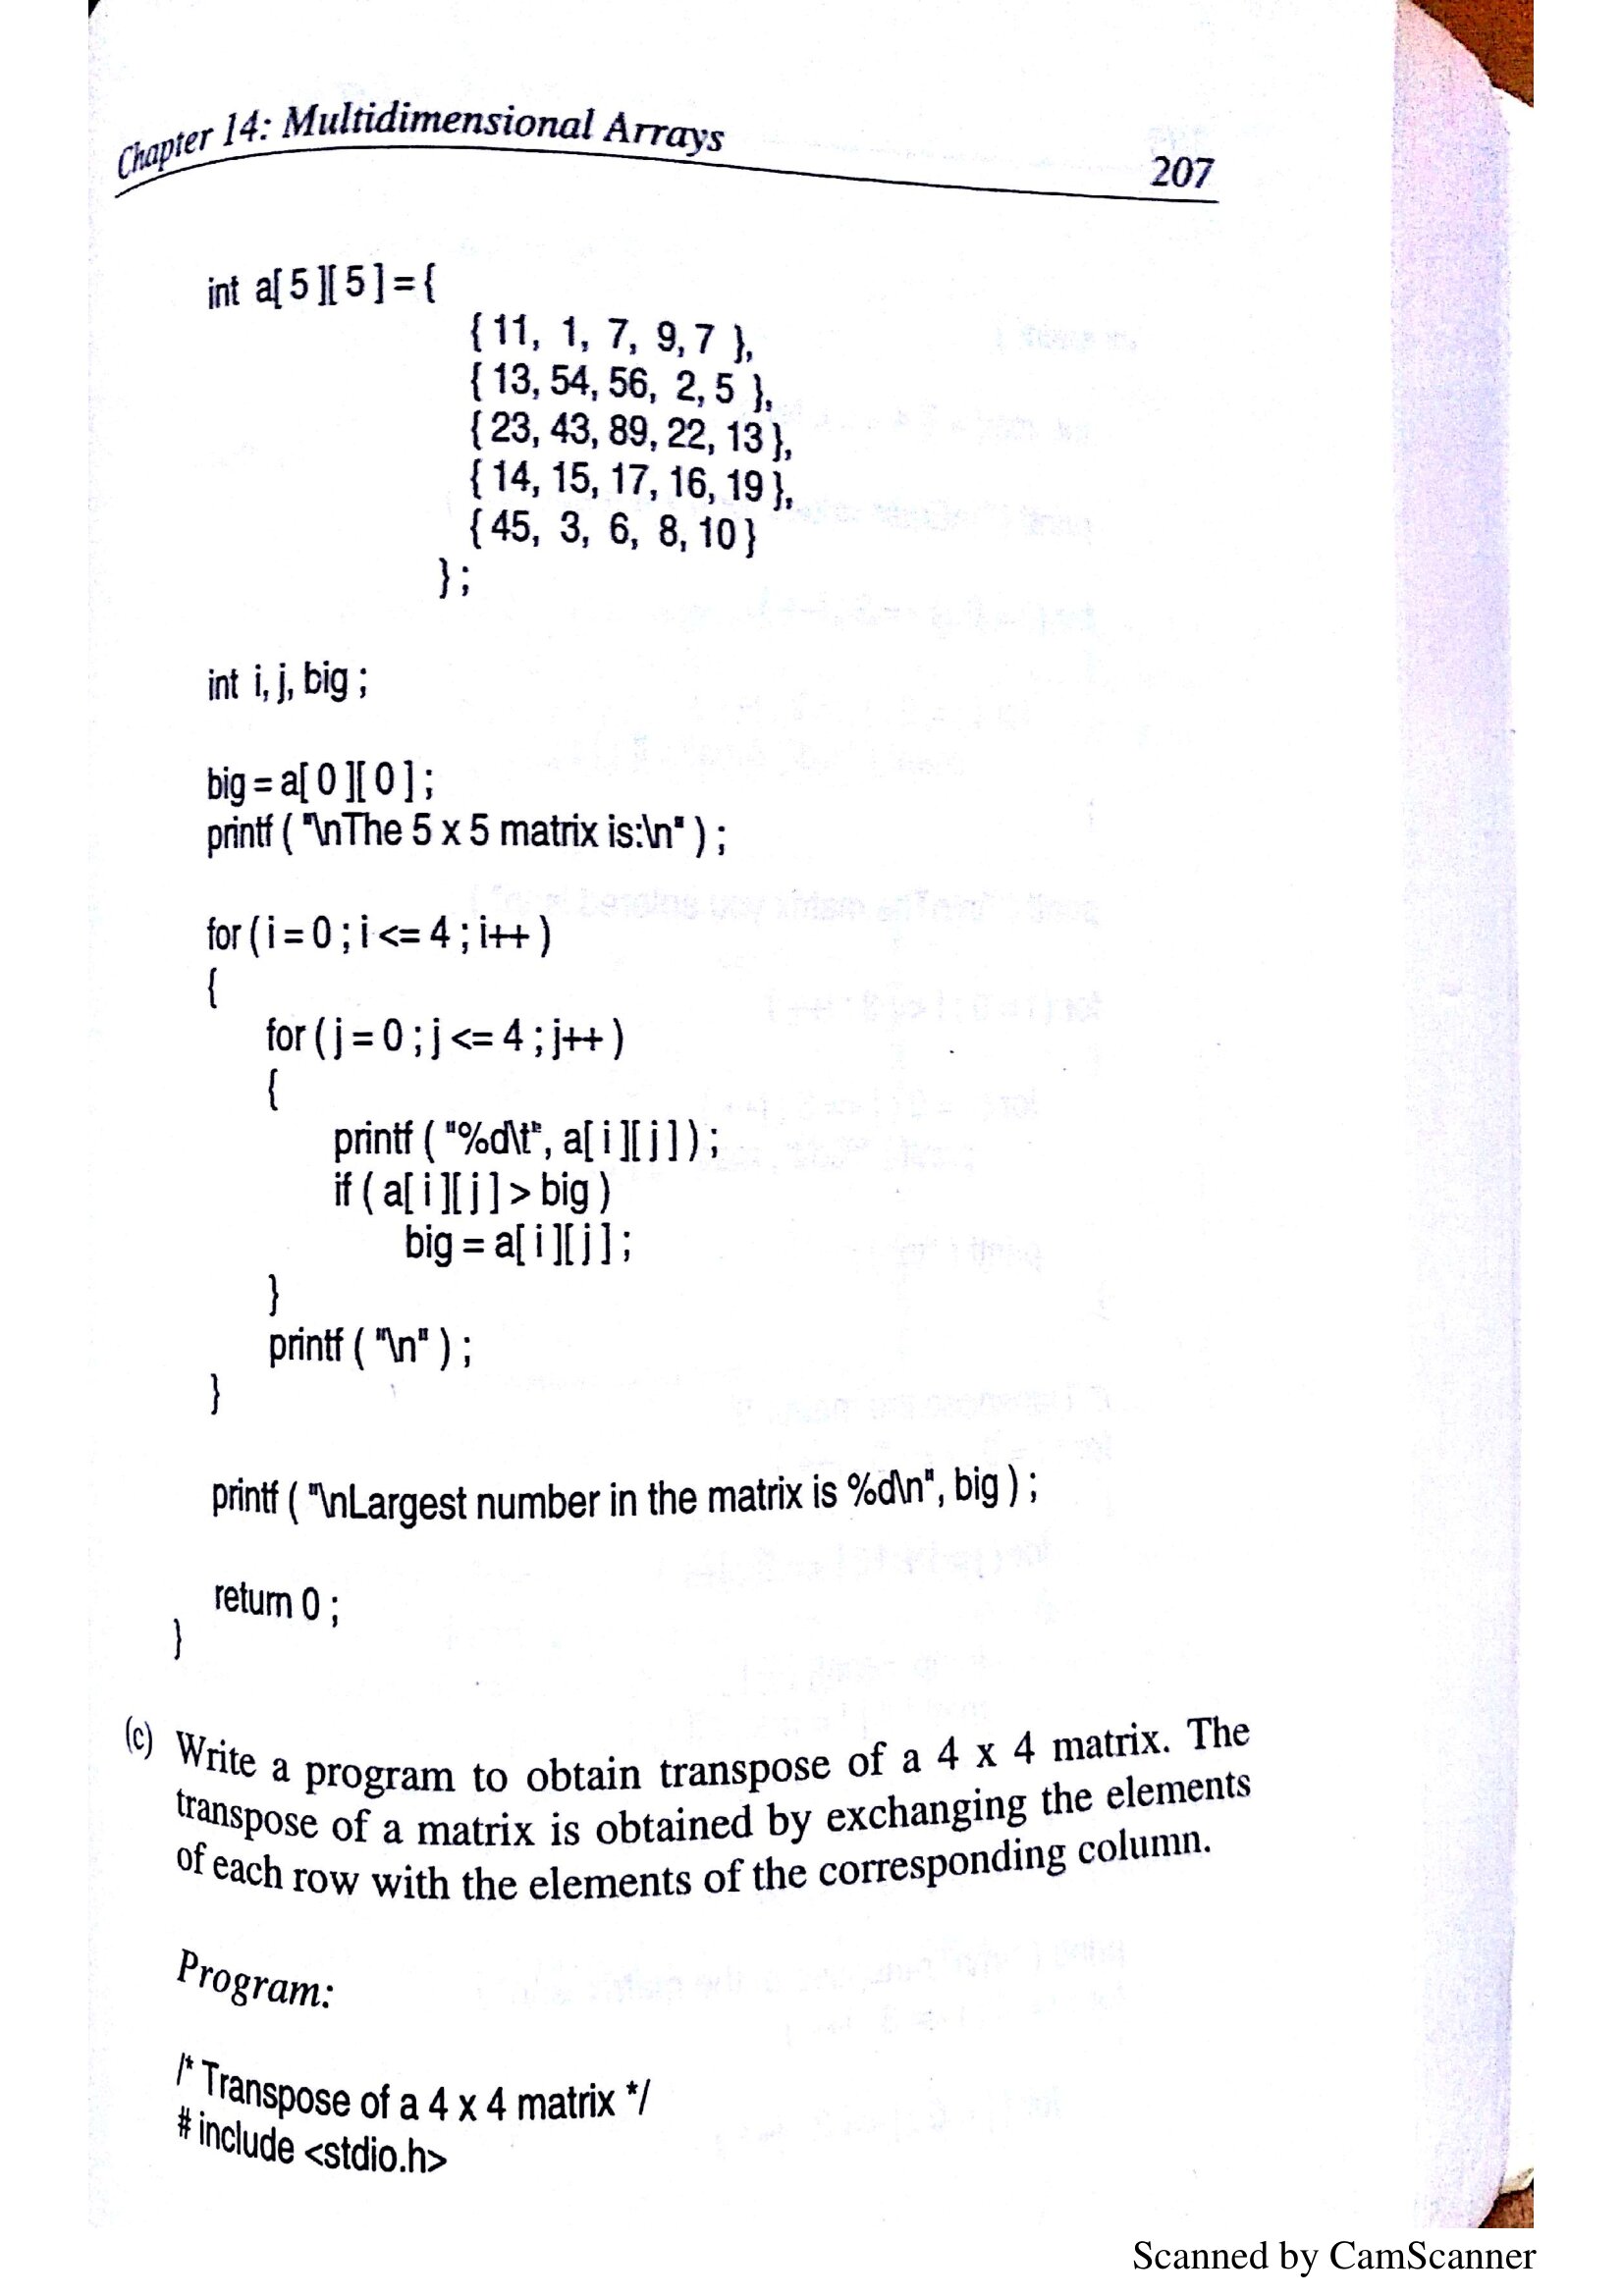 Chapter 14: Multidimensional Arrays
207
int a[ 5 ][ 5 ] = {
{ 11, 1, 7, 9, 7 },
{ 13, 54, 56, 2, 5 },
{ 23, 43, 89, 22, 13 },
{ 14, 15, 17, 16, 19 },
{ 45, 3, 6, 8, 10 }
} ;
int i, j, big ;
big = a[ 0 ][ 0 ] ;
printf ( "\nThe 5 x 5 matrix is:\n" ) ;
for ( i = 0 ; i <= 4 ; i++ )
{
for ( j = 0 ; j <= 4 ; j++ )
{
printf ( "%d\t", a[ i ][ j ] ) ;
if ( a[ i ][ j ] > big )
big = a[ i ][ j ] ;
}
printf ( "\n" ) ;
}
printf ( "\nLargest number in the matrix is %d\n", big ) ;
return 0 ;
}
(c) Write a program to obtain transpose of a 4 x 4 matrix. The
transpose of a matrix is obtained by exchanging the elements
of each row with the elements of the corresponding column.
Program:
/* Transpose of a 4 x 4 matrix */
# include <stdio.h>
Scanned by CamScanner